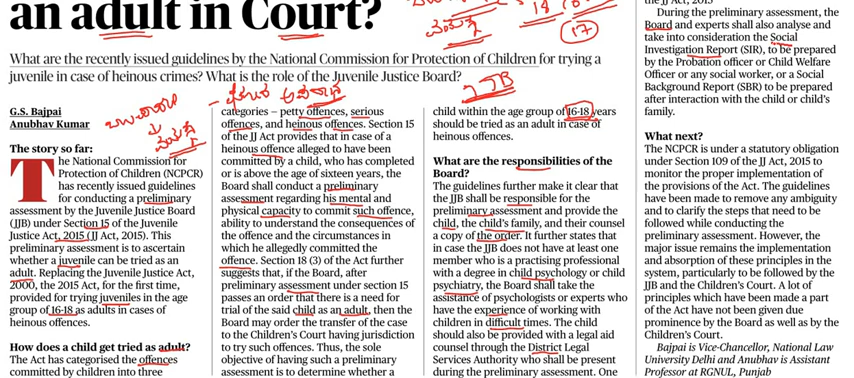 an adult in Court?
What are the recently issued guidelines by the National Commission for Protection of Children for trying a
juvenile in case of heinous crimes? What is the role of the Juvenile Justice Board?
G.S. Bajpai
Anubhav Kumar
The story so far:
The National Commission for
Protection of Children (NCPCR)
has recently issued guidelines
for conducting a preliminary
assessment by the Juvenile Justice Board
(JJB) under Section 15 of the Juvenile
Justice Act, 2015 (JJ Act, 2015). This
preliminary assessment is to ascertain
whether a juvenile can be tried as an
adult. Replacing the Juvenile Justice Act,
2000, the 2015 Act, for the first time,
provided for trying juveniles in the age
group of 16-18 as adults in cases of
heinous offences.
How does a child get tried as adult?
The Act has categorised the offences
committed by children into three
categories – petty offences, serious
offences, and heinous offences. Section 15
of the JJ Act provides that in case of a
heinous offence alleged to have been
committed by a child, who has completed
or is above the age of sixteen years, the
Board shall conduct a preliminary
assessment regarding his mental and
physical capacity to commit such offence,
ability to understand the consequences of
the offence and the circumstances in
which he allegedly committed the
offence. Section 18 (3) of the Act further
suggests that, if the Board, after
preliminary assessment under section 15
passes an order that there is a need for
trial of the said child as an adult, then the
Board may order the transfer of the case
to the Children's Court having jurisdiction
to try such offences. Thus, the sole
objective of having such a preliminary
assessment is to determine whether a
JJB
child within the age group of 16-18 years
should be tried as an adult in case of
heinous offences.
What are the responsibilities of the
Board?
The guidelines further make it clear that
the JJB shall be responsible for the
preliminary assessment and provide the
child, the child's family, and their counsel
a copy of the order. It further states that
in case the JJB does not have at least one
member who is a practising professional
with a degree in child psychology or child
psychiatry, the Board shall take the
assistance of psychologists or experts who
have the experience of working with
children in difficult times. The child
should also be provided with a legal aid
counsel through the District Legal
Services Authority who shall be present
during the preliminary assessment. One
the JJ Act, 2015
During the preliminary assessment, the
Board and experts shall also analyse and
take into consideration the Social
Investigation Report (SIR), to be prepared
by the Probation officer or Child Welfare
Officer or any social worker, or a Social
Background Report (SBR) to be prepared
after interaction with the child or child's
family.
What next?
The NCPCR is under a statutory obligation
under Section 109 of the JJ Act, 2015 to
monitor the proper implementation of
the provisions of the Act. The guidelines
have been made to remove any ambiguity
and to clarify the steps that need to be
followed while conducting the
preliminary assessment. However, the
major issue remains the implementation
and absorption of these principles in the
system, particularly to be followed by the
JJB and the Children's Court. A lot of
principles which have been made a part
of the Act have not been given due
prominence by the Board as well as by the
Children's Court.
Bajpai is Vice-Chancellor, National Law
University Delhi and Anubhav is Assistant
Professor at RGNUL, Punjab
17